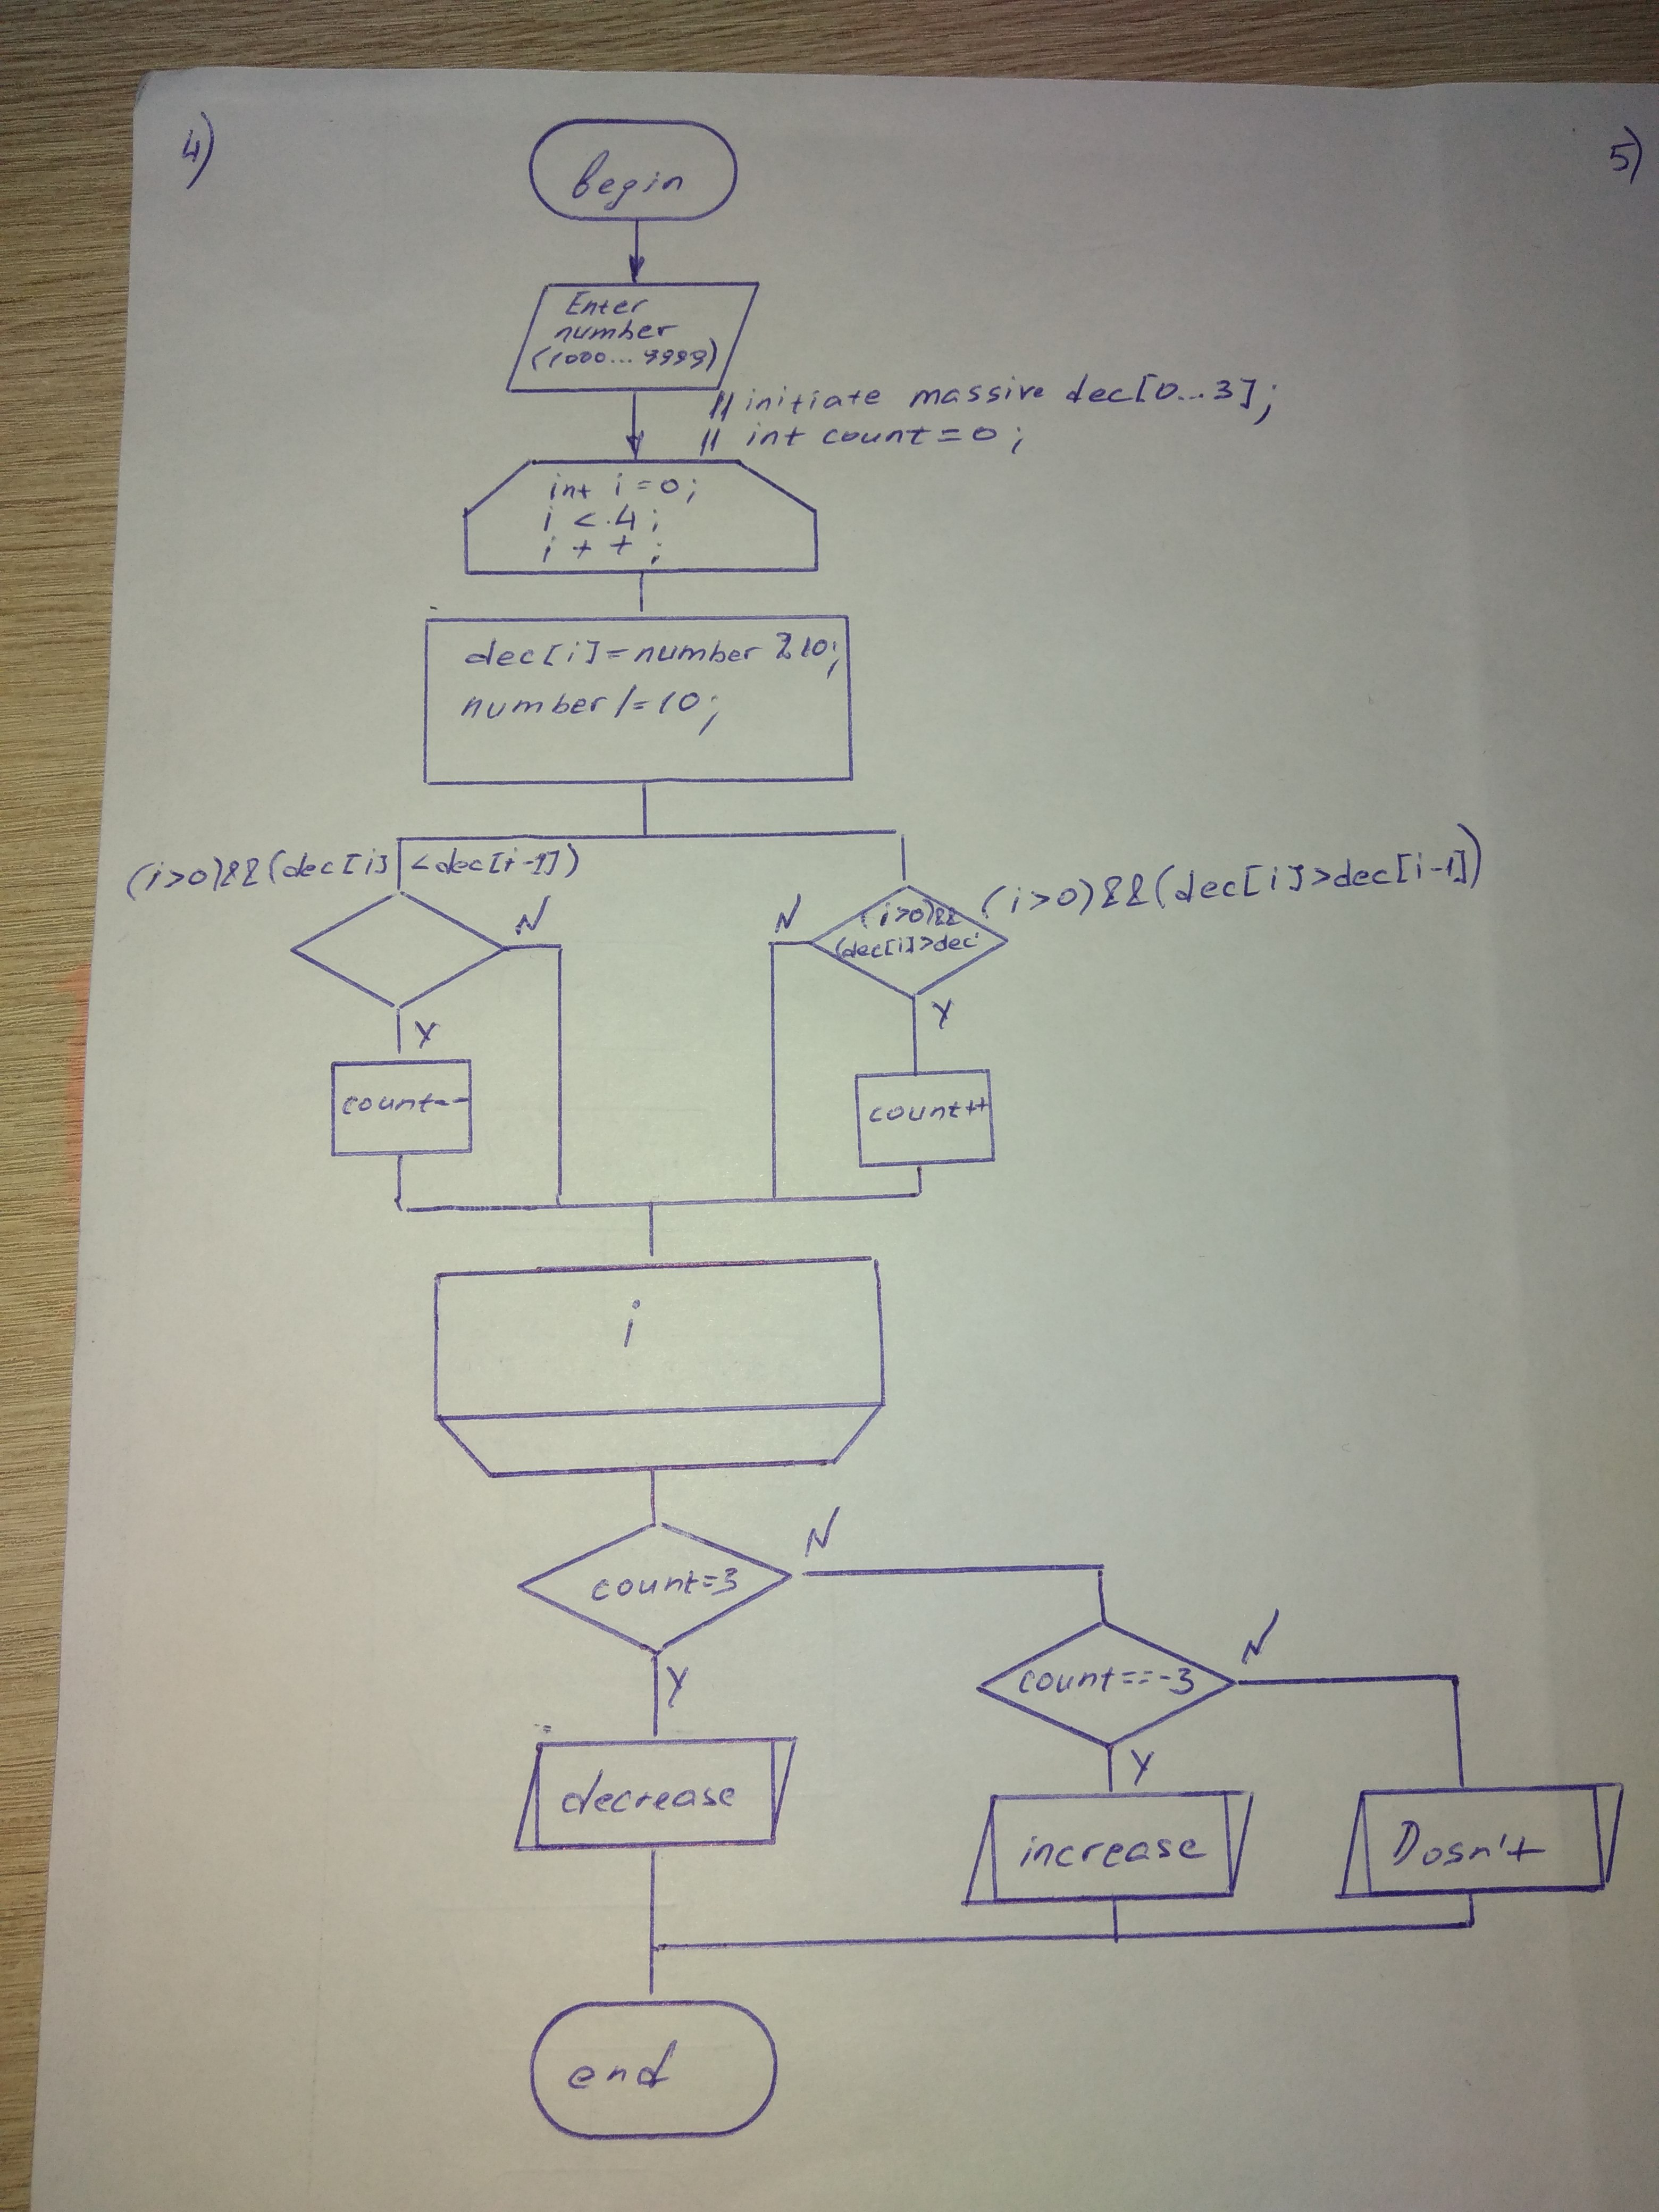 4)
5)
begin
Enter
number
(1000...9999)
// initiate massive dec[0...3];
// int count=0;
int i=0;
i<4;
i++;
dec[i]=number%10;
number/=10;
(i>0)&&(dec[i]<dec[i-1])
N
N
(i>0)&&
(dec[i]>dec
(i>0)&&(dec[i]>dec[i-1])
Y
Y
count--
count++
i
N
count=3
N
count==-3
Y
Y
decrease
increase
Dosn't
end